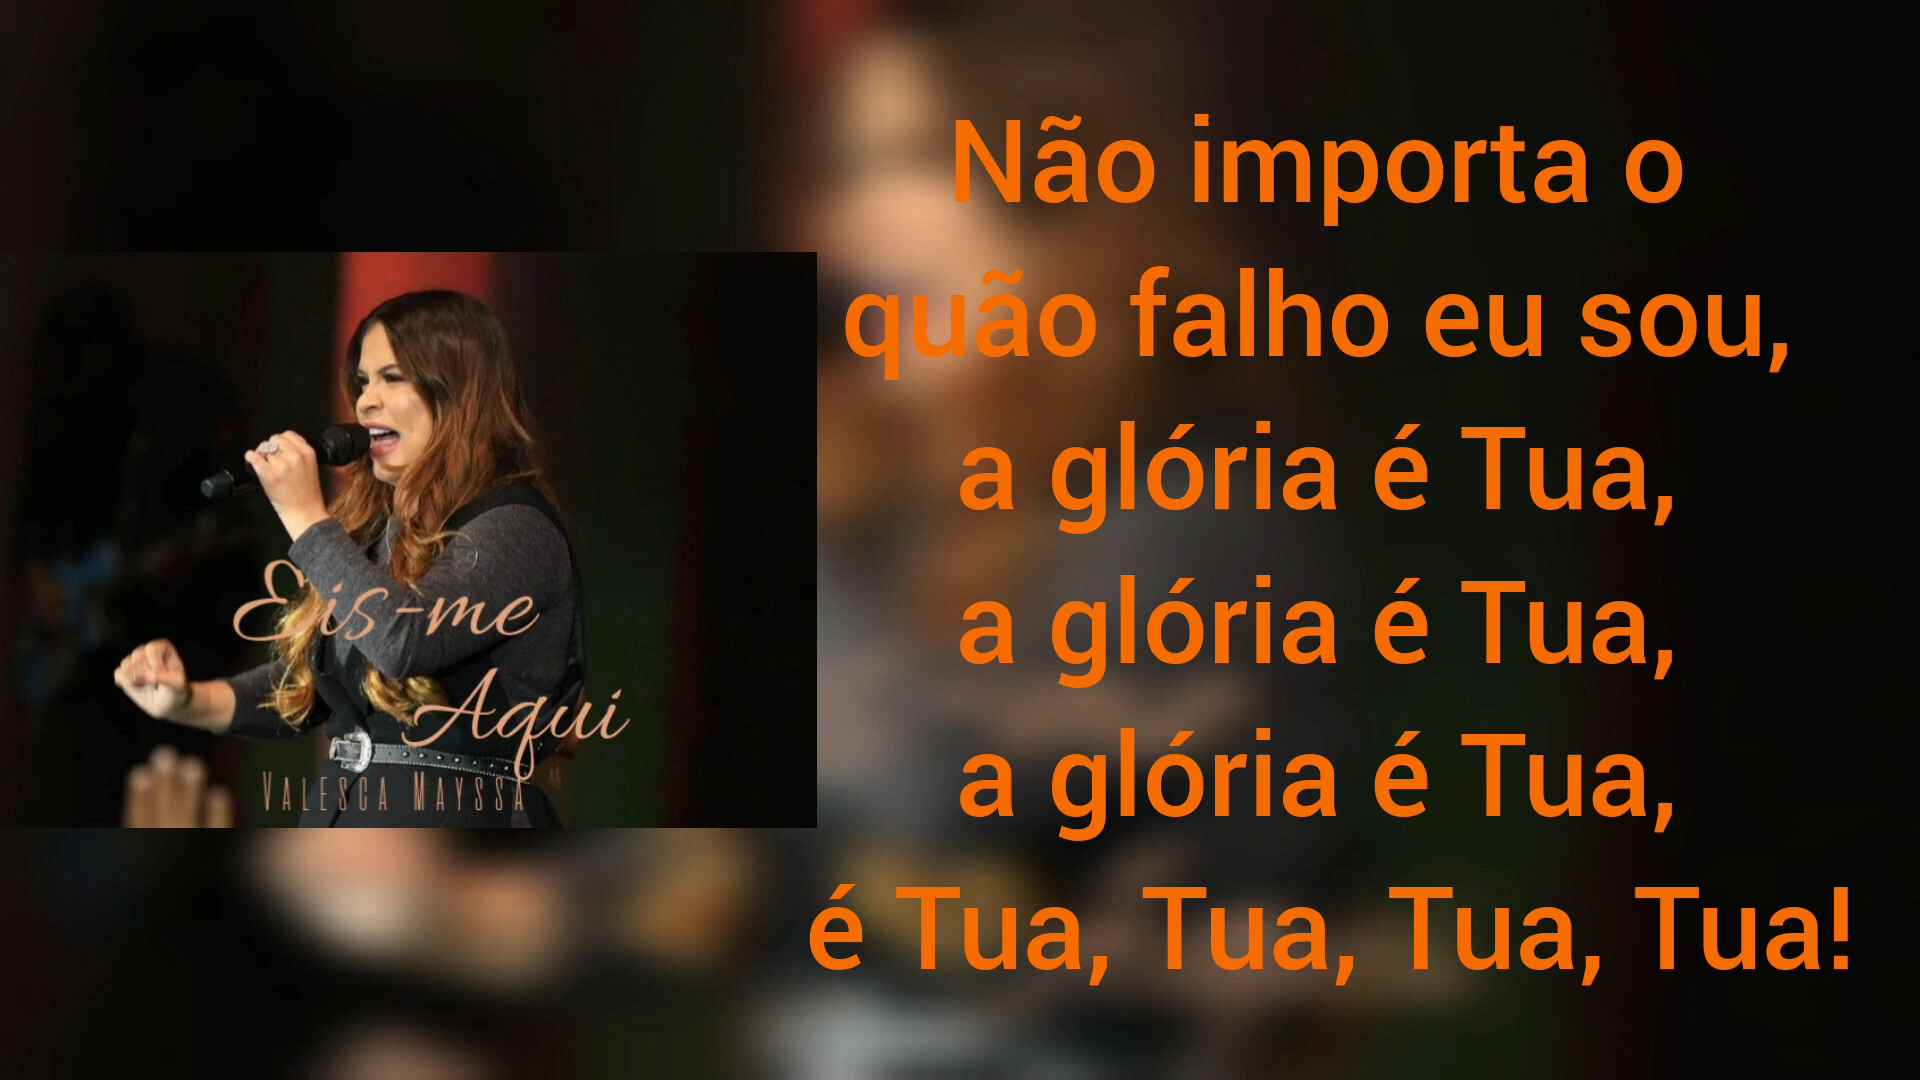 Não importa o
quão falho eu sou,
a glória é Tua,
a glória é Tua,
a glória é Tua,
é Tua, Tua, Tua, Tua!
Eis-me
Aqui
VALESCA MAYSSA